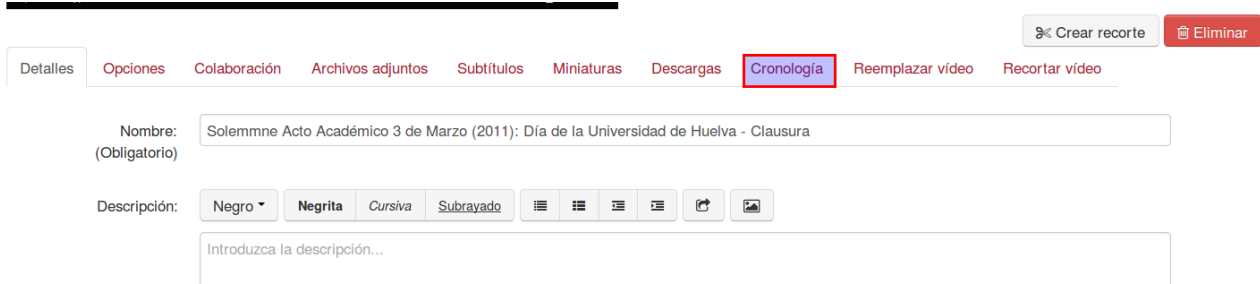 Crear recorte Eliminar
Detalles Opciones Colaboración Archivos adjuntos Subtítulos Miniaturas Descargas Cronología Reemplazar vídeo Recortar vídeo
Nombre: Solemmne Acto Académico 3 de Marzo (2011): Día de la Universidad de Huelva - Clausura
(Obligatorio)
Descripción: Negro Negrita Cursiva Subrayado
Introduzca la descripción...